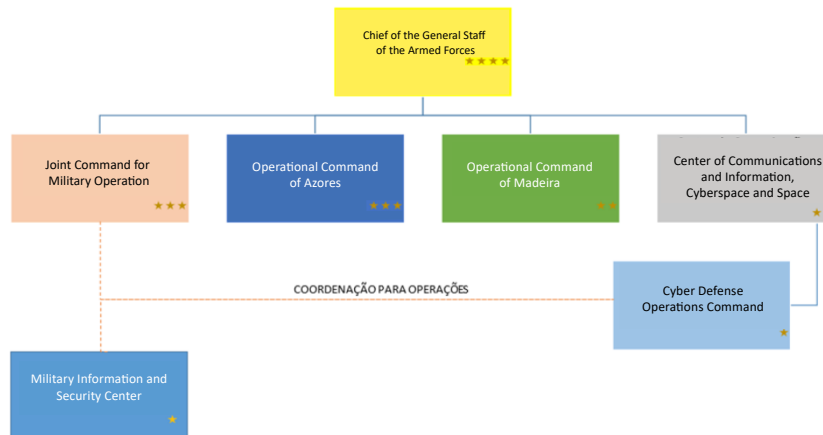 Chief of the General Staff
of the Armed Forces
Joint Command for
Military Operation
Operational Command
of Azores
Operational Command
of Madeira
Center of Communications
and Information,
Cyberspace and Space
COORDENAÇÃO PARA OPERAÇÕES
Cyber Defense
Operations Command
Military Information and
Security Center